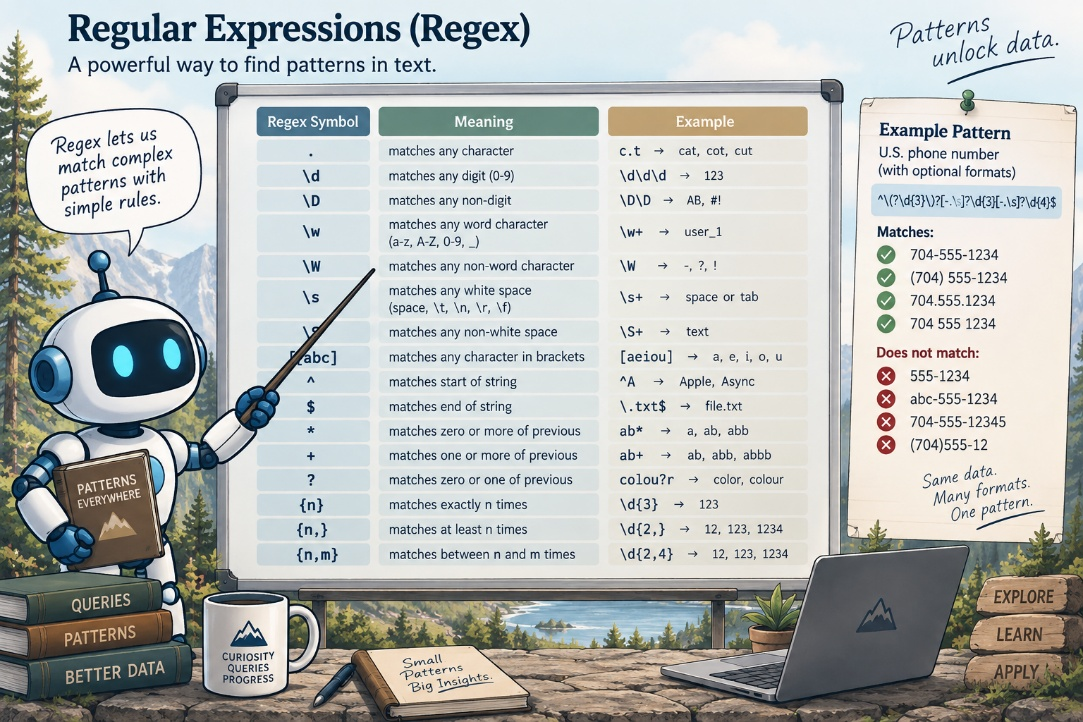 Regular Expressions (Regex)
A powerful way to find patterns in text.
Patterns
unlock data.
Regex lets us
match complex
patterns with
simple rules.
Regex Symbol Meaning Example
. matches any character c.t → cat, cot, cut
\d matches any digit (0-9) \d\d\d → 123
\D matches any non-digit \D\D → AB, #!
\w matches any word character
(a-z, A-Z, 0-9, _) \w+ → user_1
\W matches any non-word character \W → -, ?, !
\s matches any white space
(space, \t, \n, \r, \f) \s+ → space or tab
matches any non-white space \S+ → text
[abc] matches any character in brackets [aeiou] → a, e, i, o, u
^ matches start of string ^A → Apple, Async
$ matches end of string \.txt$ → file.txt
* matches zero or more of previous ab* → a, ab, abb
+ matches one or more of previous ab+ → ab, abb, abbb
? matches zero or one of previous colou?r → color, colour
{n} matches exactly n times \d{3} → 123
{n,} matches at least n times \d{2,} → 12, 123, 1234
{n,m} matches between n and m times \d{2,4} → 12, 123, 1234
Example Pattern
U.S. phone number
(with optional formats)
^\(?\d{3}\)?[-.\s]?\d{3}[-.\s]?\d{4}$
Matches:
704-555-1234
(704) 555-1234
704.555.1234
704 555 1234
Does not match:
555-1234
abc-555-1234
704-555-12345
(704)555-12
Same data.
Many formats.
One pattern.
PATTERNS
EVERYWHERE
QUERIES
PATTERNS
BETTER DATA
CURIOSITY
QUERIES
PROGRESS
Small
Patterns
Big Insights.
EXPLORE
LEARN
APPLY